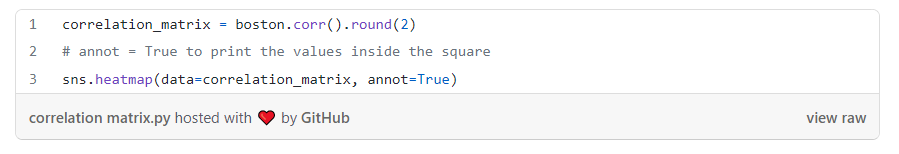 1 correlation_matrix = boston.corr().round(2)
2 # annot = True to print the values inside the square
3 sns.heatmap(data=correlation_matrix, annot=True)
correlation matrix.py hosted with ❤ by GitHub view raw